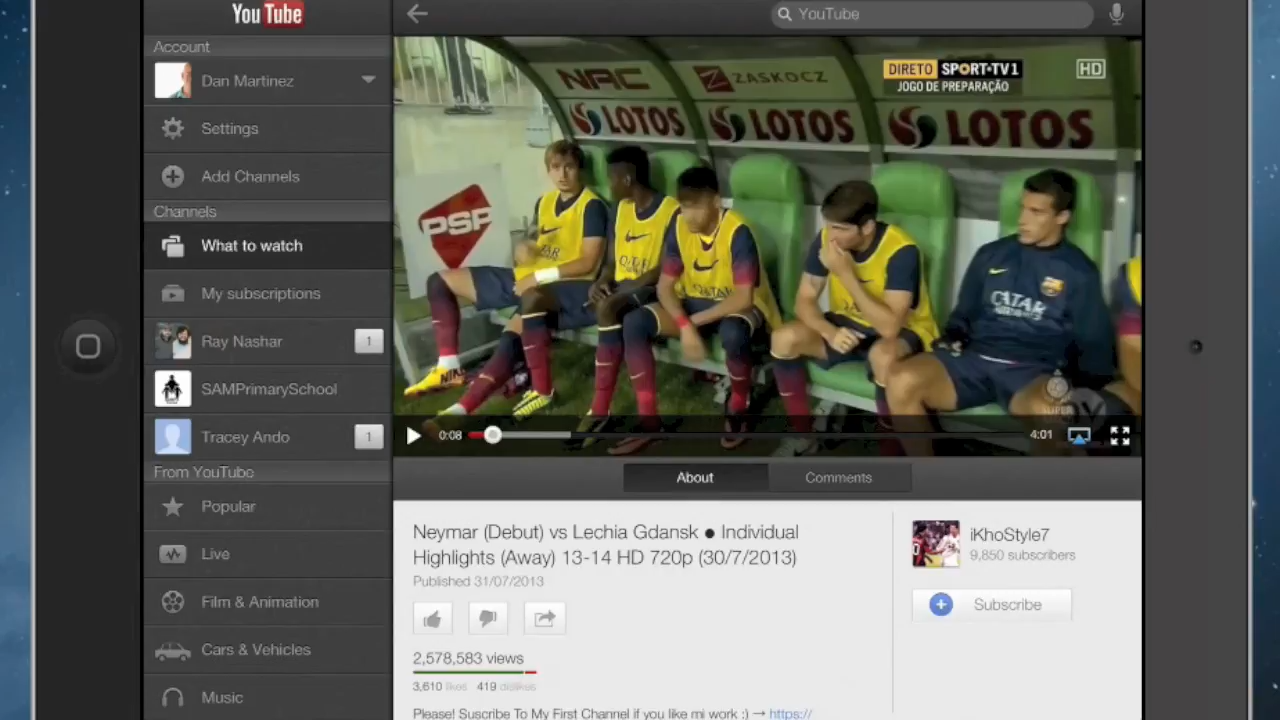 YouTube
YouTube
Account
Dan Martinez
Settings
Add Channels
Channels
What to watch
My subscriptions
Ray Nashar
1
SAMPrimarySchool
Tracey Ando
1
From YouTube
Popular
Live
Film & Animation
Cars & Vehicles
Music
NRC
ZASKOCZ
DIRETO SPORT•TV1
JOGO DE PREPARAÇÃO
HD
LOTOS
LOTOS
LOTOS
PSP
QATAR
0:08
4:01
About
Comments
Neymar (Debut) vs Lechia Gdansk ● Individual
Highlights (Away) 13-14 HD 720p (30/7/2013)
Published 31/07/2013
2,578,583 views
3,610 likes 419 dislikes
Please! Suscribe To My First Channel if you like mi work :) → https://
iKhoStyle7
9,850 subscribers
Subscribe